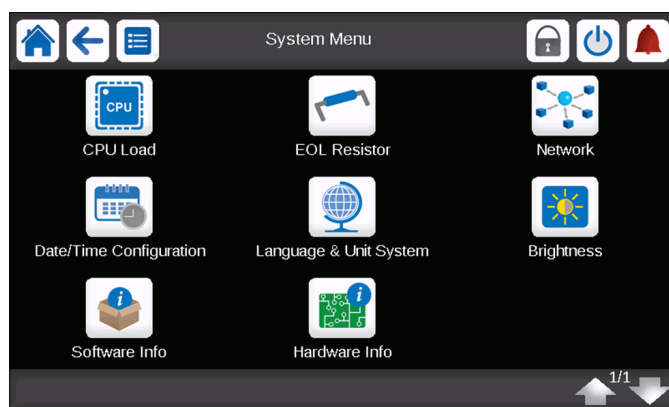 System Menu
CPU
CPU Load
EOL Resistor
Network
Date/Time Configuration
Language & Unit System
Brightness
i
Software Info
i
Hardware Info
1/1